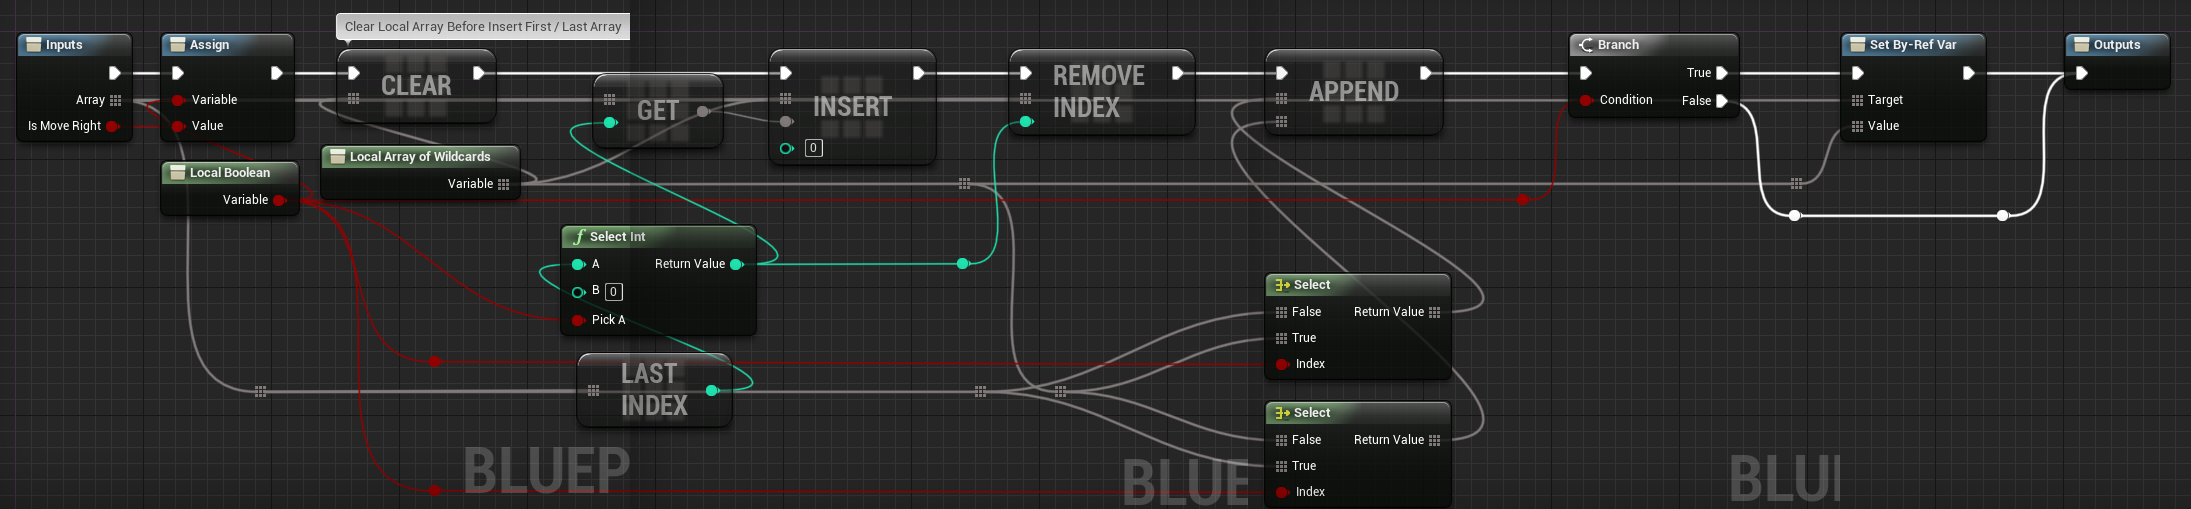 Clear Local Array Before Insert First / Last Array
Inputs
Array
Is Move Right
Assign
Variable
Value
CLEAR
GET
INSERT
0
REMOVE
INDEX
APPEND
Branch
True
Condition
False
Set By-Ref Var
Target
Value
Outputs
Local Boolean
Variable
Local Array of Wildcards
Variable
Select Int
A
Return Value
B
0
Pick A
LAST
INDEX
Select
False
Return Value
True
Index
Select
False
Return Value
True
Index
BLUEP
BLUE
BLUE